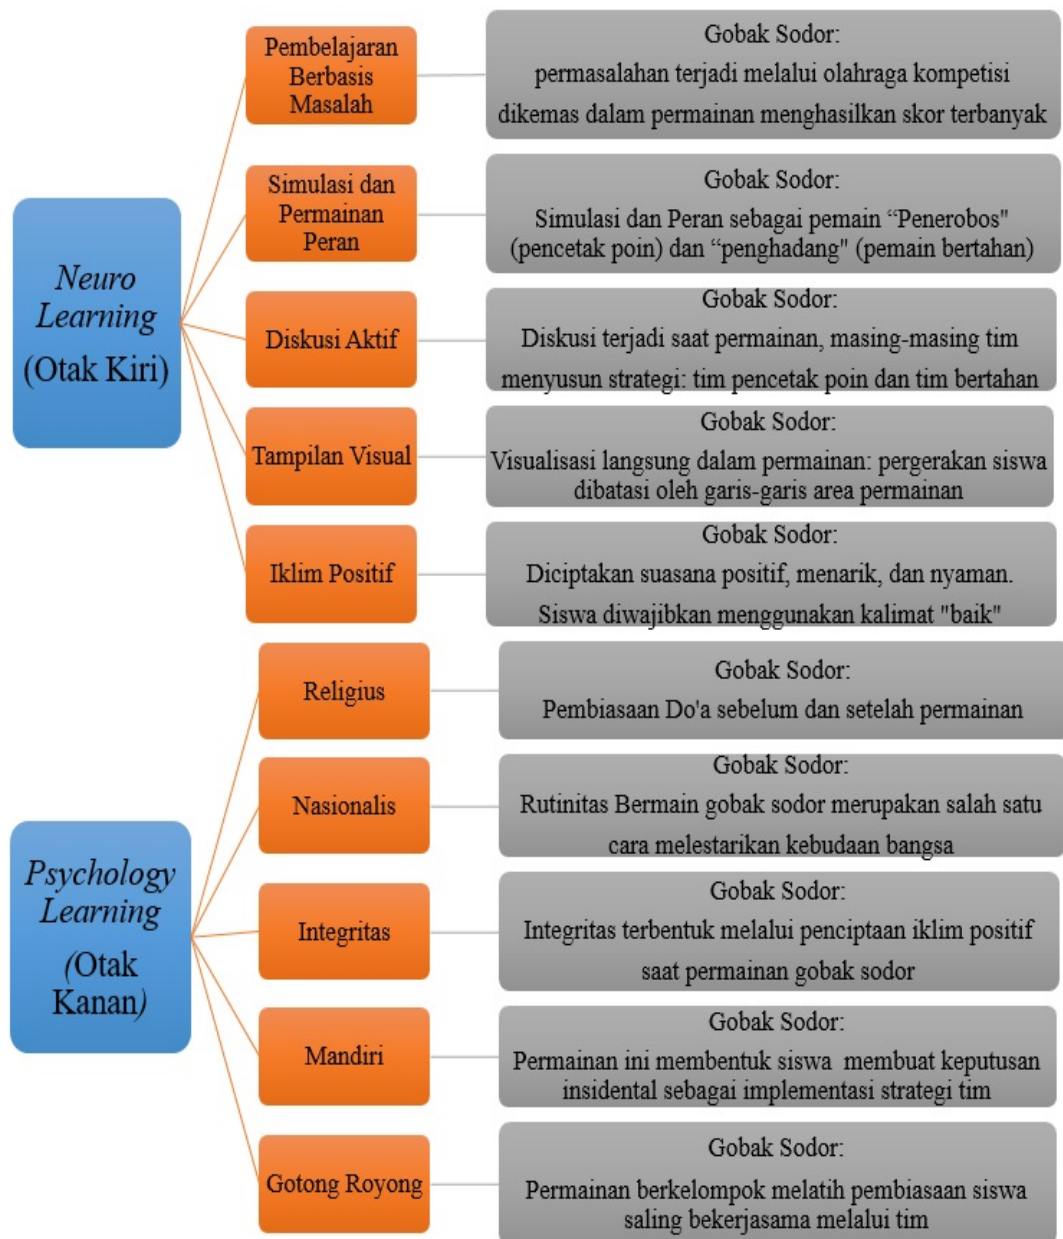 Neuro
Learning
(Otak Kiri)
Pembelajaran
Berbasis
Masalah
Gobak Sodor:
permasalahan terjadi melalui olahraga kompetisi
dikemas dalam permainan menghasilkan skor terbanyak
Simulasi dan
Permainan
Peran
Gobak Sodor:
Simulasi dan Peran sebagai pemain “Penerobos"
(pencetak poin) dan “penghadang" (pemain bertahan)
Diskusi Aktif
Gobak Sodor:
Diskusi terjadi saat permainan, masing-masing tim
menyusun strategi: tim pencetak poin dan tim bertahan
Tampilan Visual
Gobak Sodor:
Visualisasi langsung dalam permainan: pergerakan siswa
dibatasi oleh garis-garis area permainan
Iklim Positif
Gobak Sodor:
Diciptakan suasana positif, menarik, dan nyaman.
Siswa diwajibkan menggunakan kalimat "baik"
Psychology
Learning
(Otak
Kanan)
Religius
Gobak Sodor:
Pembiasaan Do'a sebelum dan setelah permainan
Nasionalis
Gobak Sodor:
Rutinitas Bermain gobak sodor merupakan salah satu
cara melestarikan kebudaan bangsa
Integritas
Gobak Sodor:
Integritas terbentuk melalui penciptaan iklim positif
saat permainan gobak sodor
Mandiri
Gobak Sodor:
Permainan ini membentuk siswa  membuat keputusan
insidental sebagai implementasi strategi tim
Gotong Royong
Gobak Sodor:
Permainan berkelompok melatih pembiasaan siswa
saling bekerjasama melalui tim